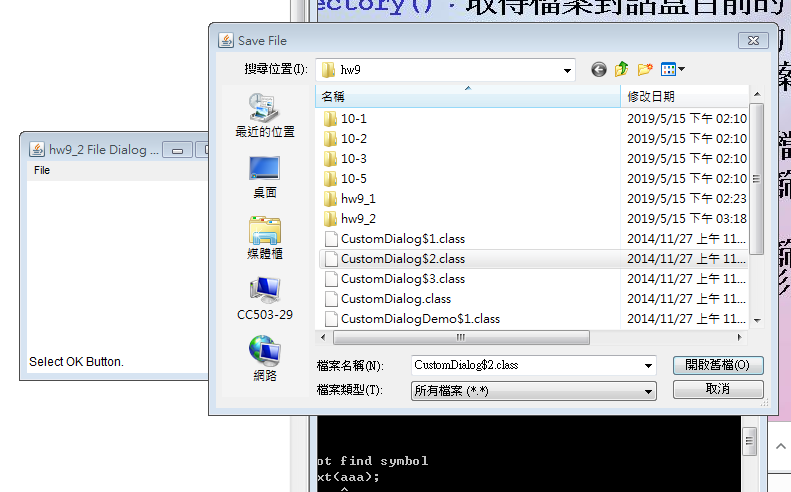 ectory()：取得檔案對話盒目前的
Save File
搜尋位置(I):
hw9
名稱
修改日期
10-1
2019/5/15 下午 02:10
10-2
2019/5/15 下午 02:10
10-3
2019/5/15 下午 02:10
10-5
2019/5/15 下午 02:10
hw9_1
2019/5/15 下午 02:23
hw9_2
2019/5/15 下午 03:18
CustomDialog$1.class
2014/11/27 上午 11...
CustomDialog$2.class
2014/11/27 上午 11...
CustomDialog$3.class
2014/11/27 上午 11...
CustomDialog.class
2014/11/27 上午 11...
CustomDialogDemo$1.class
2014/11/27 上午 11...
最近的位置
桌面
媒體櫃
CC503-29
網路
檔案名稱(N):
CustomDialog$2.class
開啟舊檔(O)
檔案類型(T):
所有檔案 (*.*)
取消
hw9_2 File Dialog ...
File
Select OK Button.
ot find symbol
xt(aaa);
^